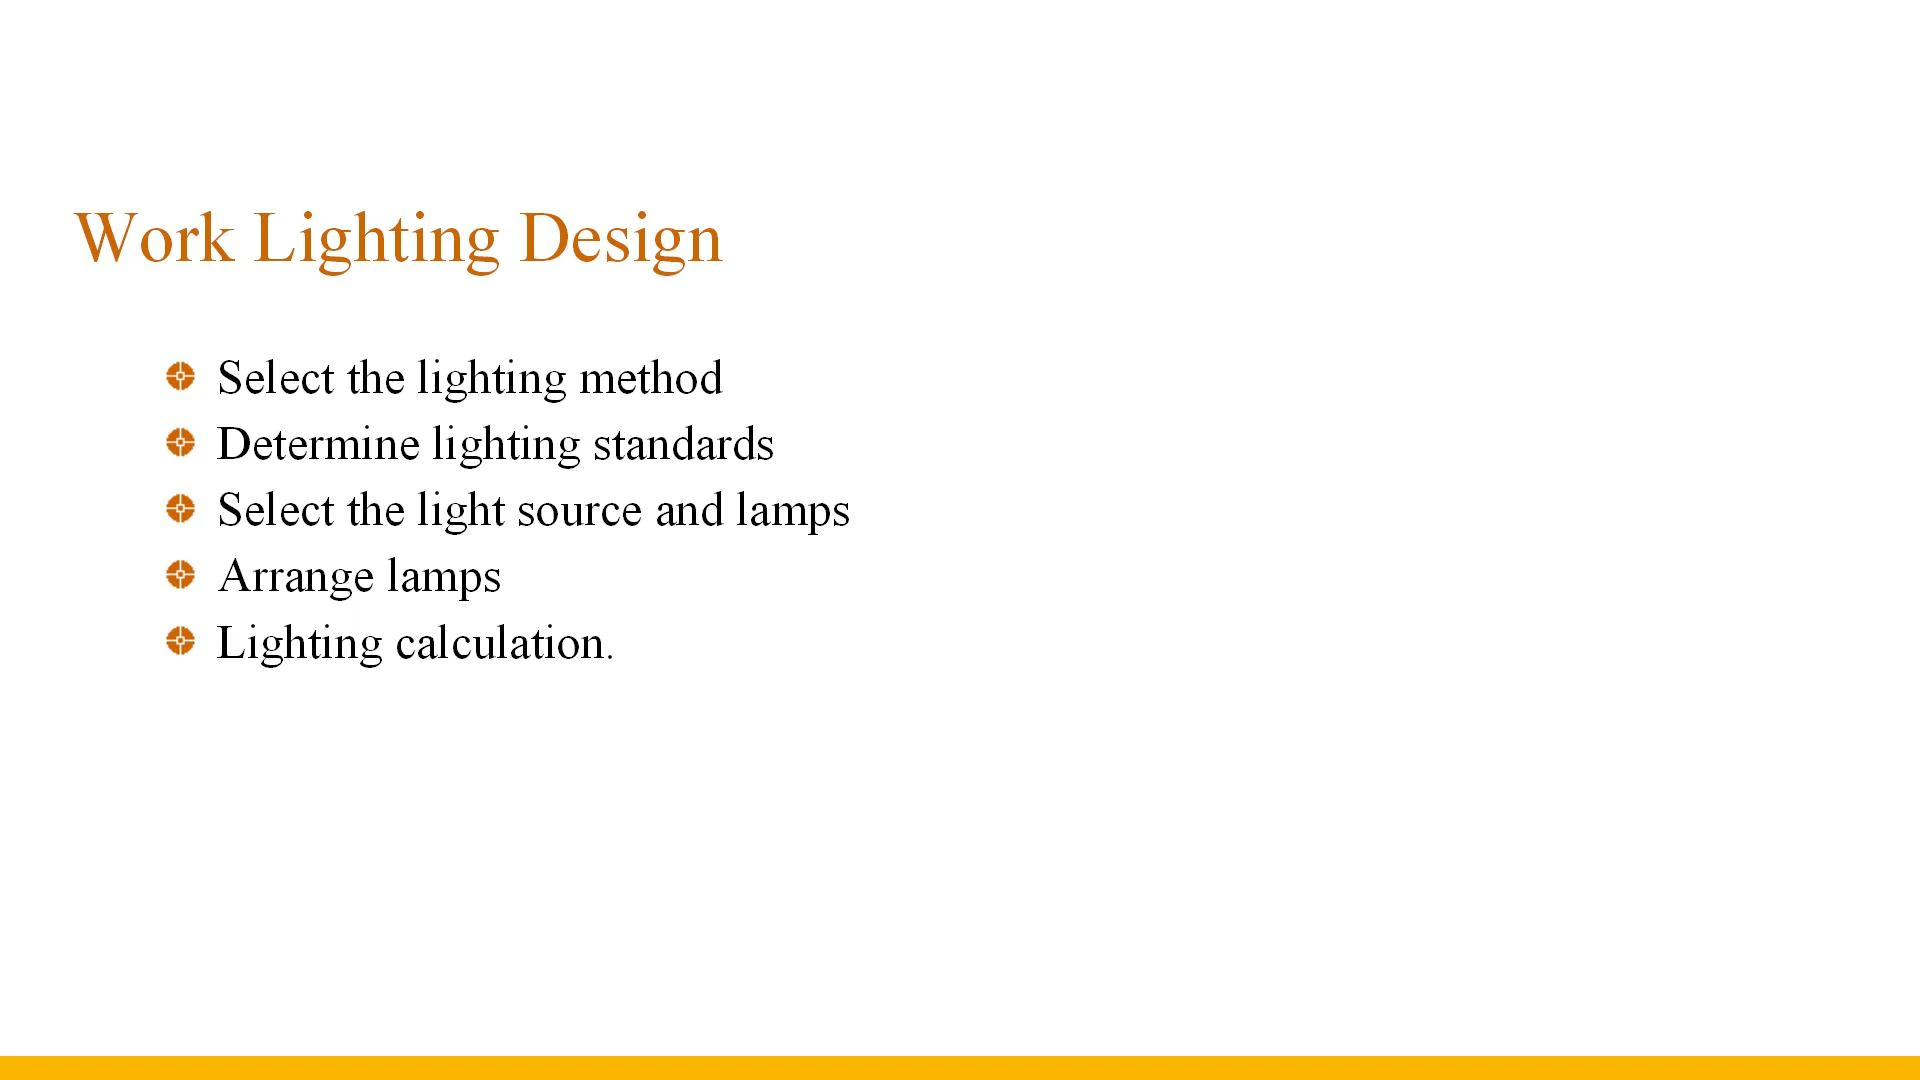 Work Lighting Design
Select the lighting method
Determine lighting standards
Select the light source and lamps
Arrange lamps
Lighting calculation.